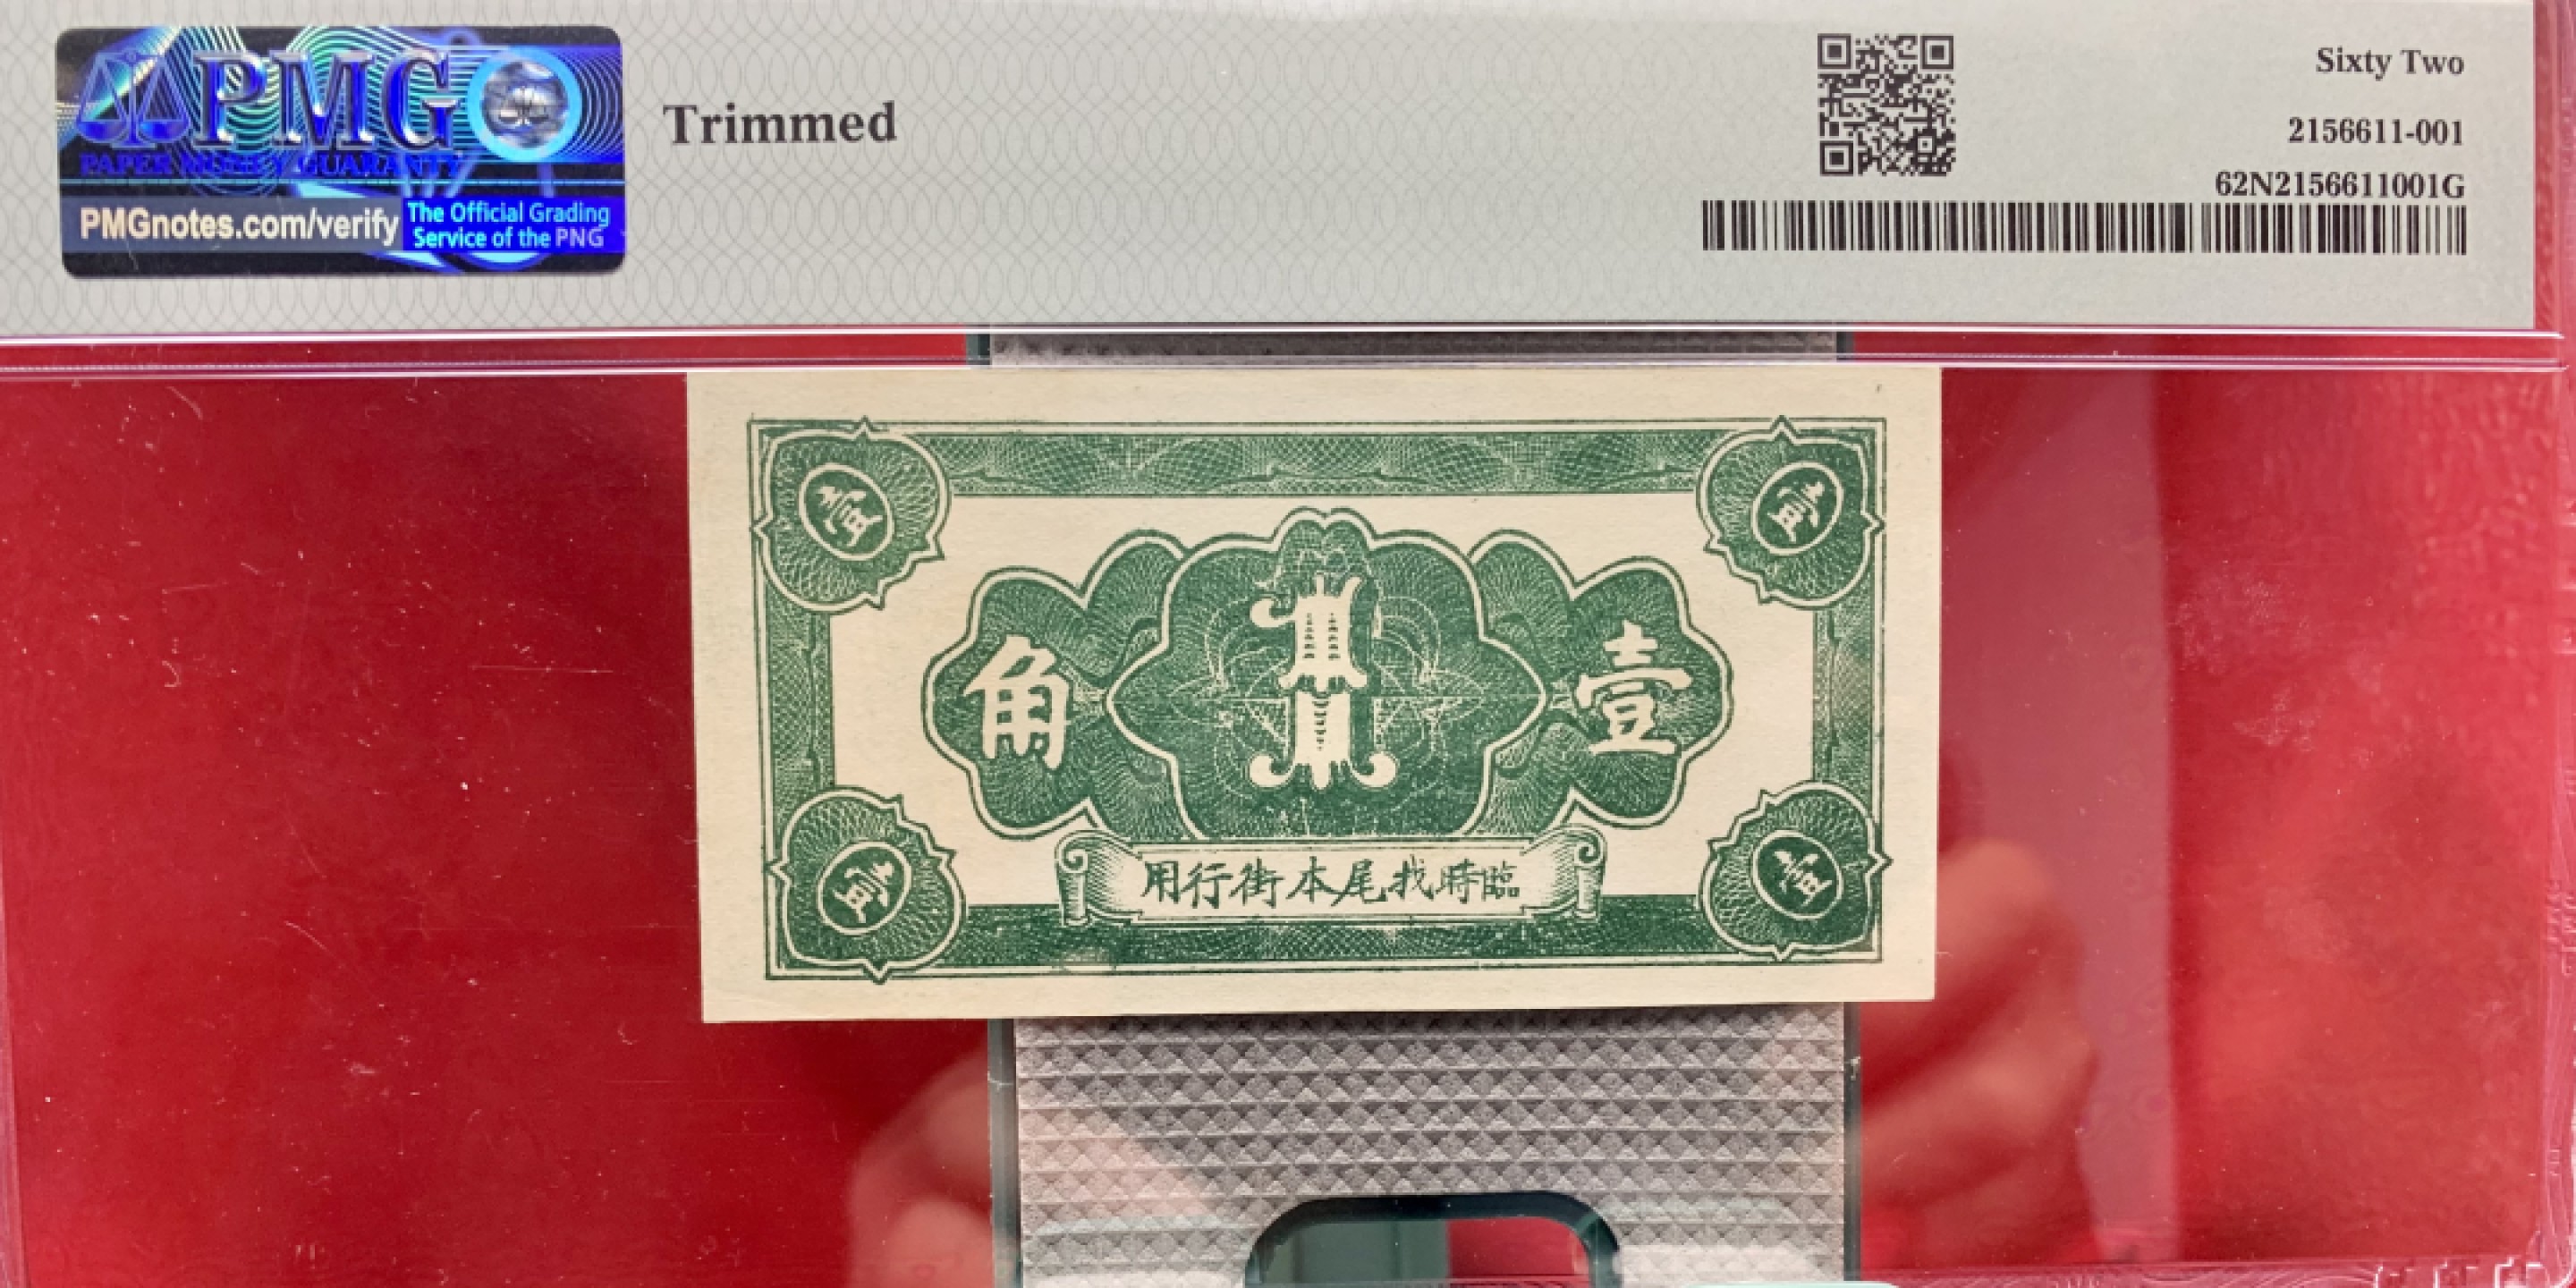 PMG
PAPER MONEY GUARANTY
PMGnotes.com/verify
The Official Grading
Service of the PNG
Trimmed
Sixty Two
2156611-001
62N2156611001G
壹
壹
壹
1
角
壹
壹
臨時找尾本街行用